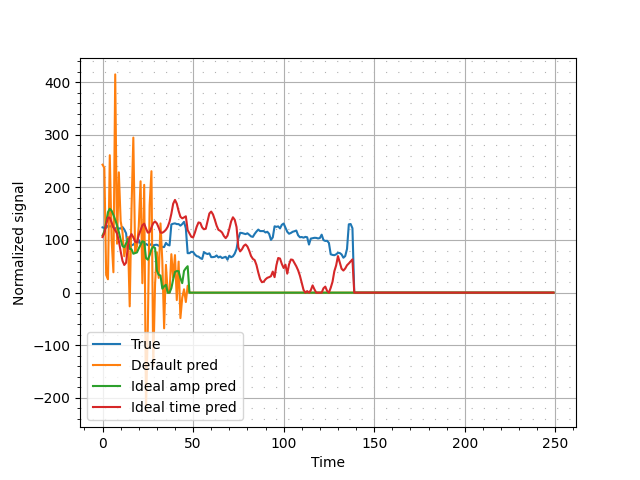 400
300
200
100
0
−100
−200
Normalized signal
True
Default pred
Ideal amp pred
Ideal time pred
0 50 100 150 200 250
Time